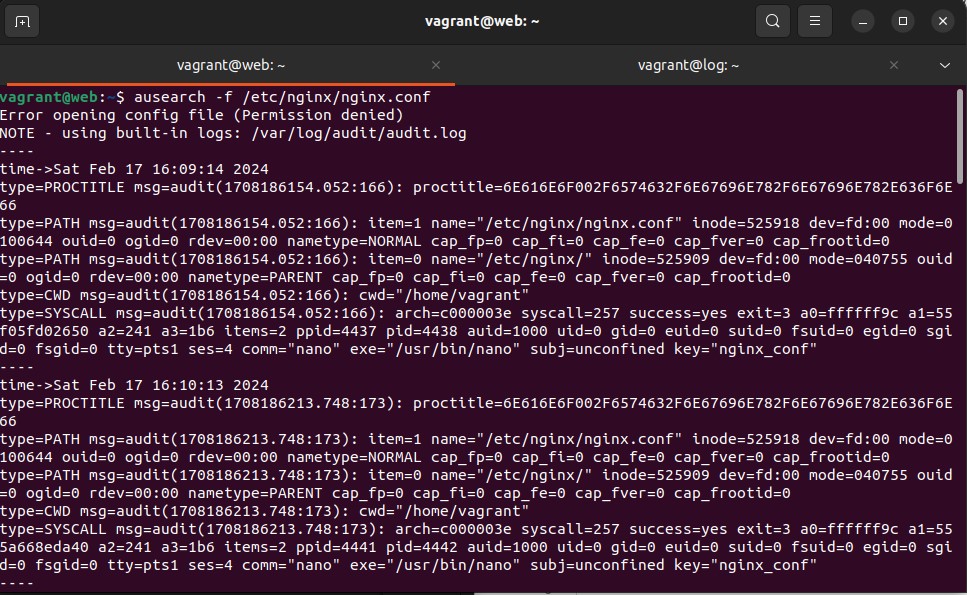 vagrant@web: ~
vagrant@web: ~
vagrant@log: ~
vagrant@web:~$ ausearch -f /etc/nginx/nginx.conf
Error opening config file (Permission denied)
NOTE - using built-in logs: /var/log/audit/audit.log
----
time->Sat Feb 17 16:09:14 2024
type=PROCTITLE msg=audit(1708186154.052:166): proctitle=6E616E6F002F6574632F6E67696E782F6E67696E782E636F6E
66
type=PATH msg=audit(1708186154.052:166): item=1 name="/etc/nginx/nginx.conf" inode=525918 dev=fd:00 mode=0
100644 ouid=0 ogid=0 rdev=00:00 nametype=NORMAL cap_fp=0 cap_fi=0 cap_fe=0 cap_fver=0 cap_frootid=0
type=PATH msg=audit(1708186154.052:166): item=0 name="/etc/nginx/" inode=525909 dev=fd:00 mode=040755 ouid
=0 ogid=0 rdev=00:00 nametype=PARENT cap_fp=0 cap_fi=0 cap_fe=0 cap_fver=0 cap_frootid=0
type=CWD msg=audit(1708186154.052:166): cwd="/home/vagrant"
type=SYSCALL msg=audit(1708186154.052:166): arch=c000003e syscall=257 success=yes exit=3 a0=ffffff9c a1=55
f05fd02650 a2=241 a3=1b6 items=2 ppid=4437 pid=4438 auid=1000 uid=0 gid=0 euid=0 suid=0 fsuid=0 egid=0 sgi
d=0 fsgid=0 tty=pts1 ses=4 comm="nano" exe="/usr/bin/nano" subj=unconfined key="nginx_conf"
----
time->Sat Feb 17 16:10:13 2024
type=PROCTITLE msg=audit(1708186213.748:173): proctitle=6E616E6F002F6574632F6E67696E782F6E67696E782E636F6E
66
type=PATH msg=audit(1708186213.748:173): item=1 name="/etc/nginx/nginx.conf" inode=525918 dev=fd:00 mode=0
100644 ouid=0 ogid=0 rdev=00:00 nametype=NORMAL cap_fp=0 cap_fi=0 cap_fe=0 cap_fver=0 cap_frootid=0
type=PATH msg=audit(1708186213.748:173): item=0 name="/etc/nginx/" inode=525909 dev=fd:00 mode=040755 ouid
=0 ogid=0 rdev=00:00 nametype=PARENT cap_fp=0 cap_fi=0 cap_fe=0 cap_fver=0 cap_frootid=0
type=CWD msg=audit(1708186213.748:173): cwd="/home/vagrant"
type=SYSCALL msg=audit(1708186213.748:173): arch=c000003e syscall=257 success=yes exit=3 a0=ffffff9c a1=55
5a668eda40 a2=241 a3=1b6 items=2 ppid=4441 pid=4442 auid=1000 uid=0 gid=0 euid=0 suid=0 fsuid=0 egid=0 sgi
d=0 fsgid=0 tty=pts1 ses=4 comm="nano" exe="/usr/bin/nano" subj=unconfined key="nginx_conf"
----